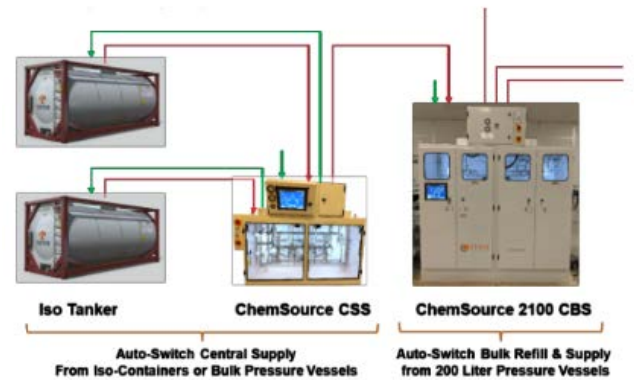 Iso Tanker
ChemSource CSS
ChemSource 2100 CBS
Auto-Switch Central Supply
From Iso-Containers or Bulk Pressure Vessels
Auto-Switch Bulk Refill & Supply
from 200 Liter Pressure Vessels